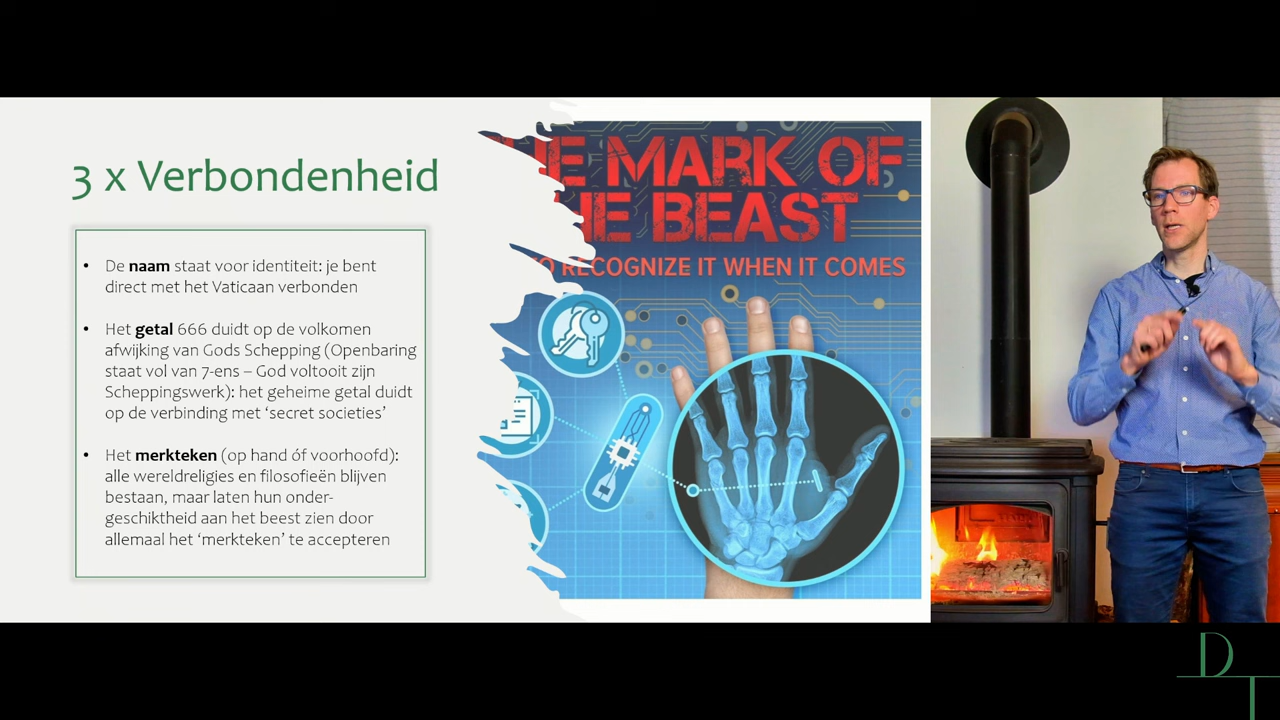 3 x Verbondenheid
• De naam staat voor identiteit: je bent
direct met het Vaticaan verbonden
• Het getal 666 duidt op de volkomen
afwijking van Gods Schepping (Openbaring
staat vol van 7-ens – God voltooit zijn
Scheppingswerk): het geheime getal duidt
op de verbinding met ‘secret societies’
• Het merkteken (op hand óf voorhoofd):
alle wereldreligies en filosofieën blijven
bestaan, maar laten hun onder-
geschiktheid aan het beest zien door
allemaal het ‘merkteken’ te accepteren
HE MARK OF
HE BEAST
TO RECOGNIZE IT WHEN IT COMES
DT